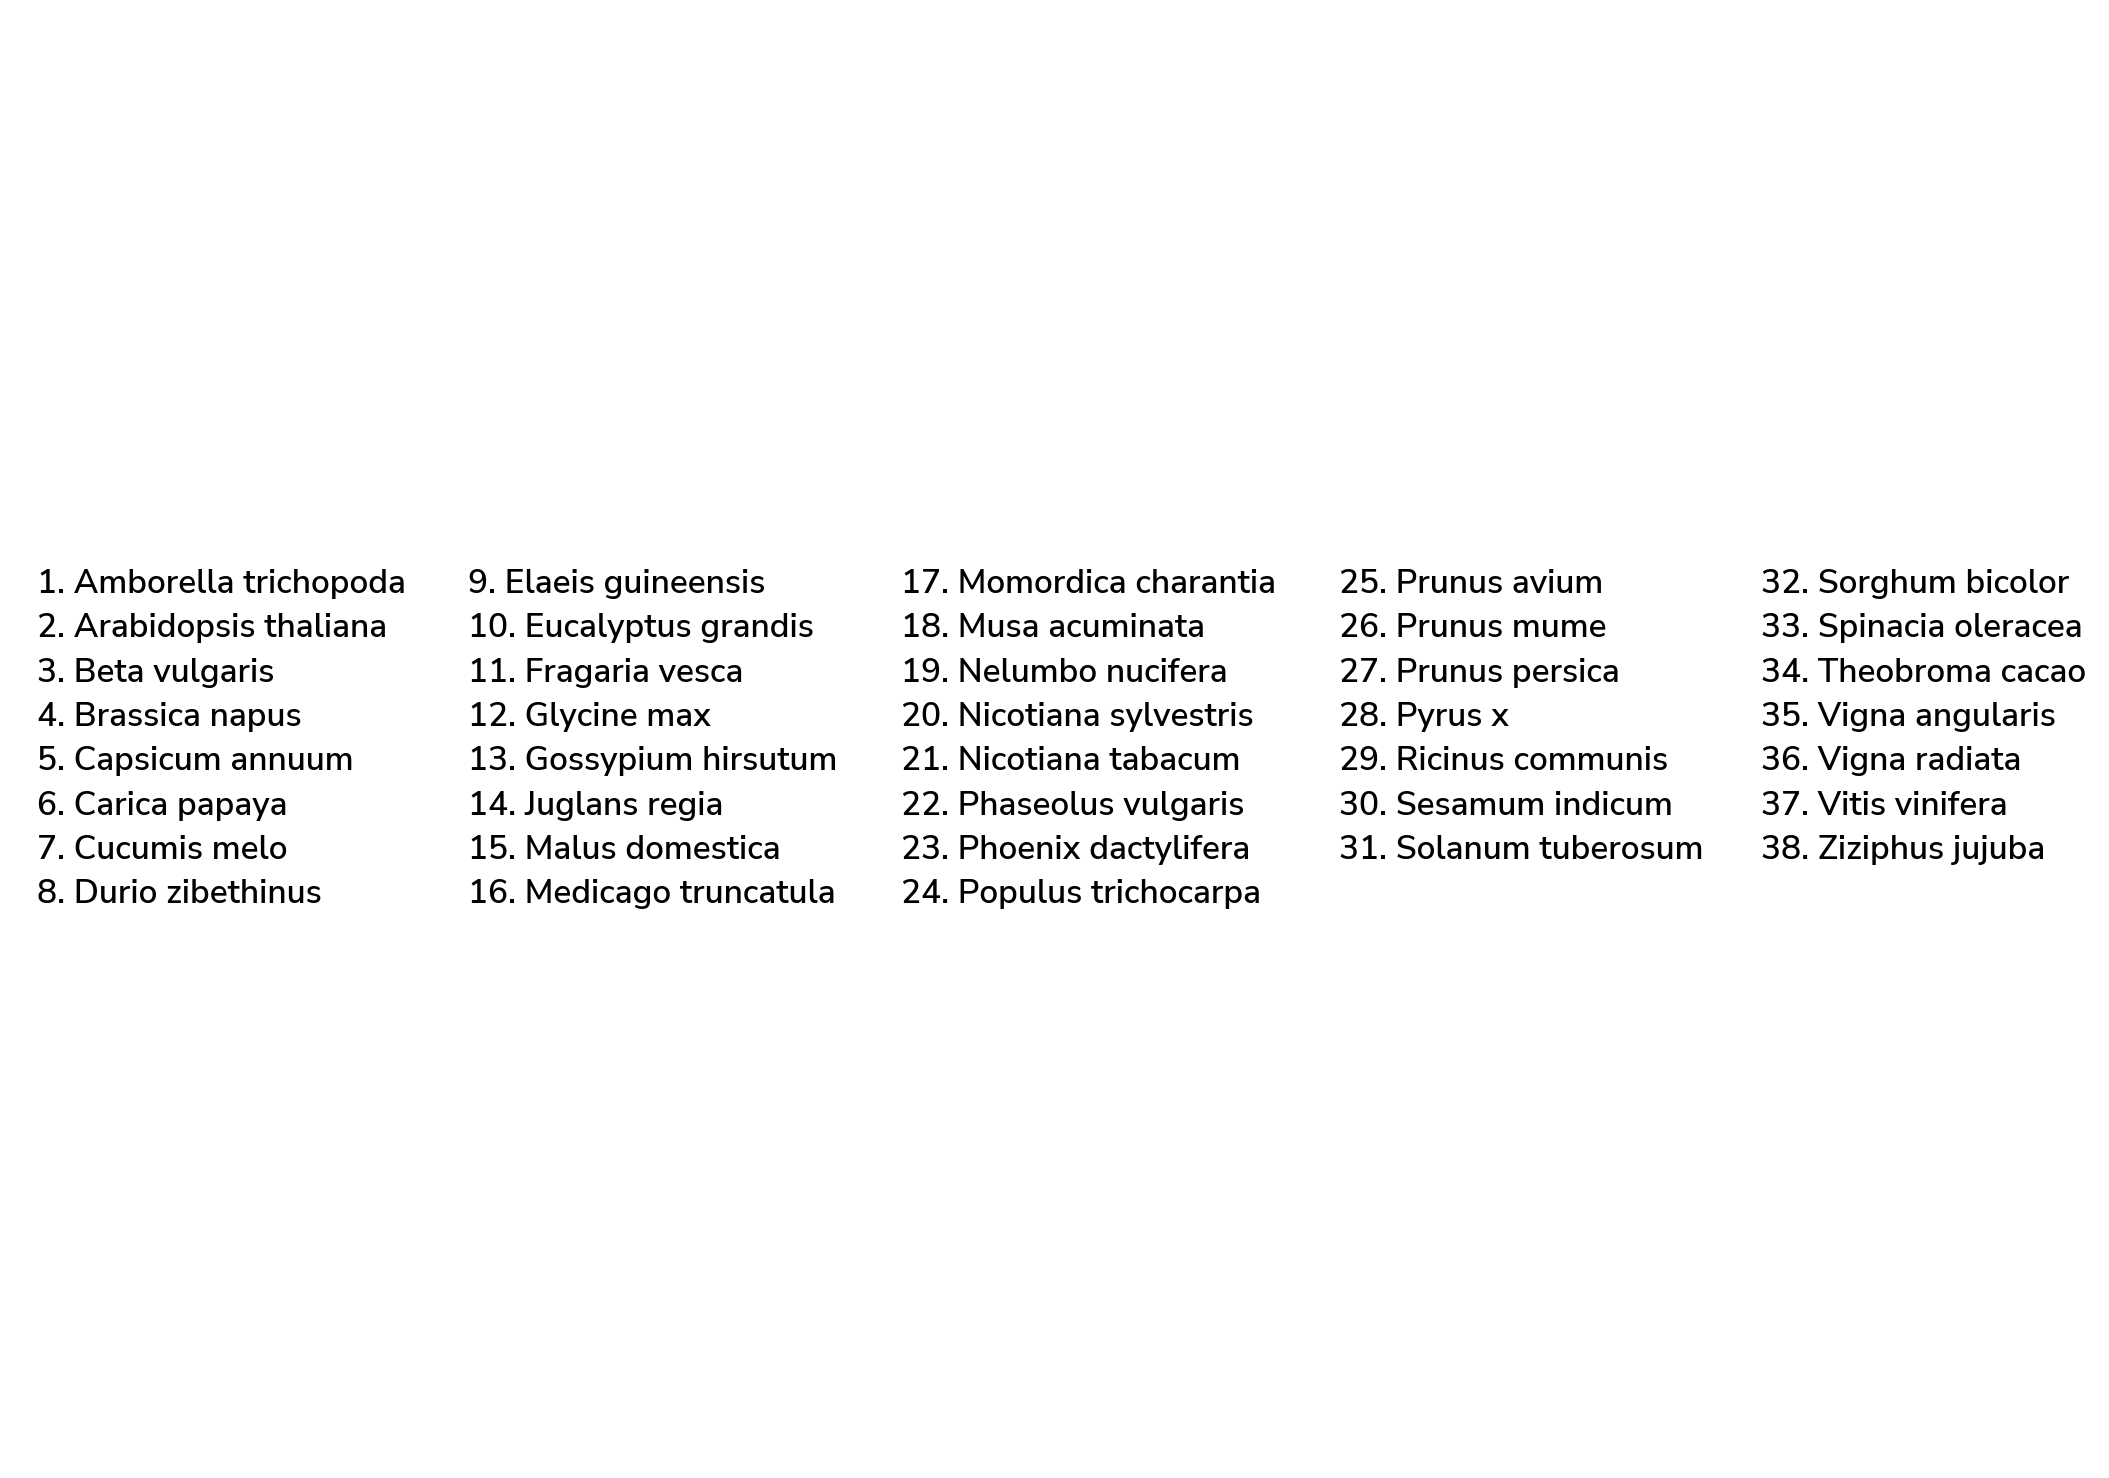 1. Amborella trichopoda
2. Arabidopsis thaliana
3. Beta vulgaris
4. Brassica napus
5. Capsicum annuum
6. Carica papaya
7. Cucumis melo
8. Durio zibethinus
9. Elaeis guineensis
10. Eucalyptus grandis
11. Fragaria vesca
12. Glycine max
13. Gossypium hirsutum
14. Juglans regia
15. Malus domestica
16. Medicago truncatula
17. Momordica charantia
18. Musa acuminata
19. Nelumbo nucifera
20. Nicotiana sylvestris
21. Nicotiana tabacum
22. Phaseolus vulgaris
23. Phoenix dactylifera
24. Populus trichocarpa
25. Prunus avium
26. Prunus mume
27. Prunus persica
28. Pyrus x
29. Ricinus communis
30. Sesamum indicum
31. Solanum tuberosum
32. Sorghum bicolor
33. Spinacia oleracea
34. Theobroma cacao
35. Vigna angularis
36. Vigna radiata
37. Vitis vinifera
38. Ziziphus jujuba